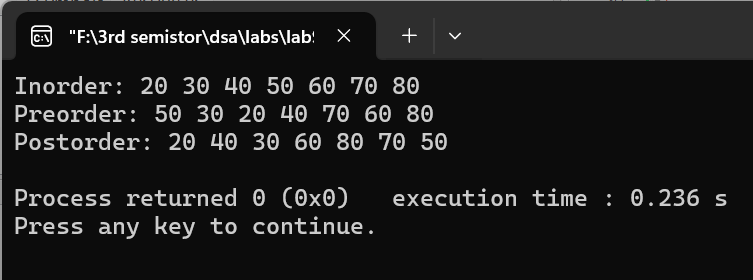 "F:\3rd semistor\dsa\labs\lab9
Inorder: 20 30 40 50 60 70 80
Preorder: 50 30 20 40 70 60 80
Postorder: 20 40 30 60 80 70 50
Process returned 0 (0x0)   execution time : 0.236 s
Press any key to continue.